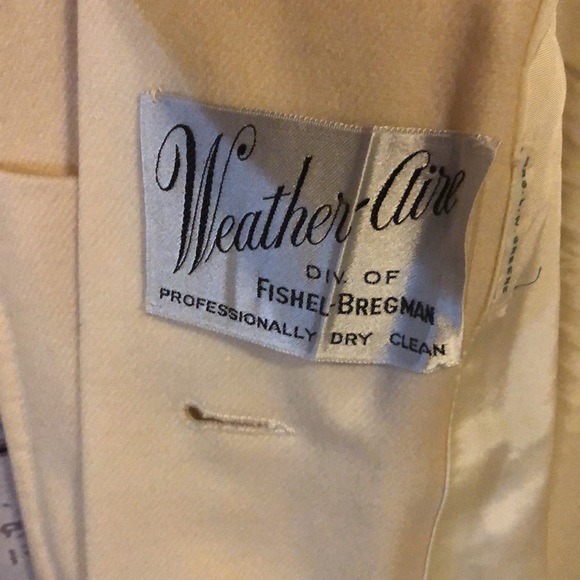 Weather-Aire
DIV. OF
FISHEL-BREGMAN
PROFESSIONALLY DRY CLEAN